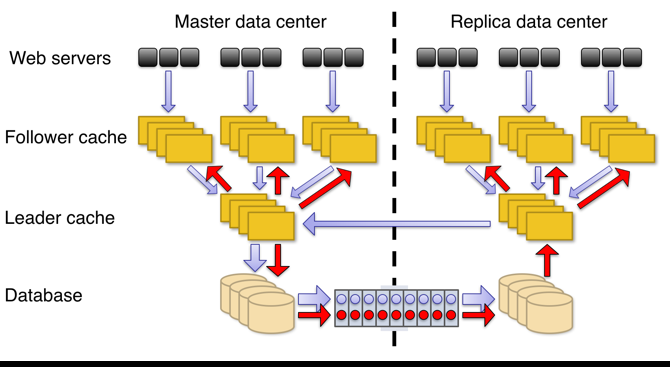 Master data center
Replica data center
Web servers
Follower cache
Leader cache
Database